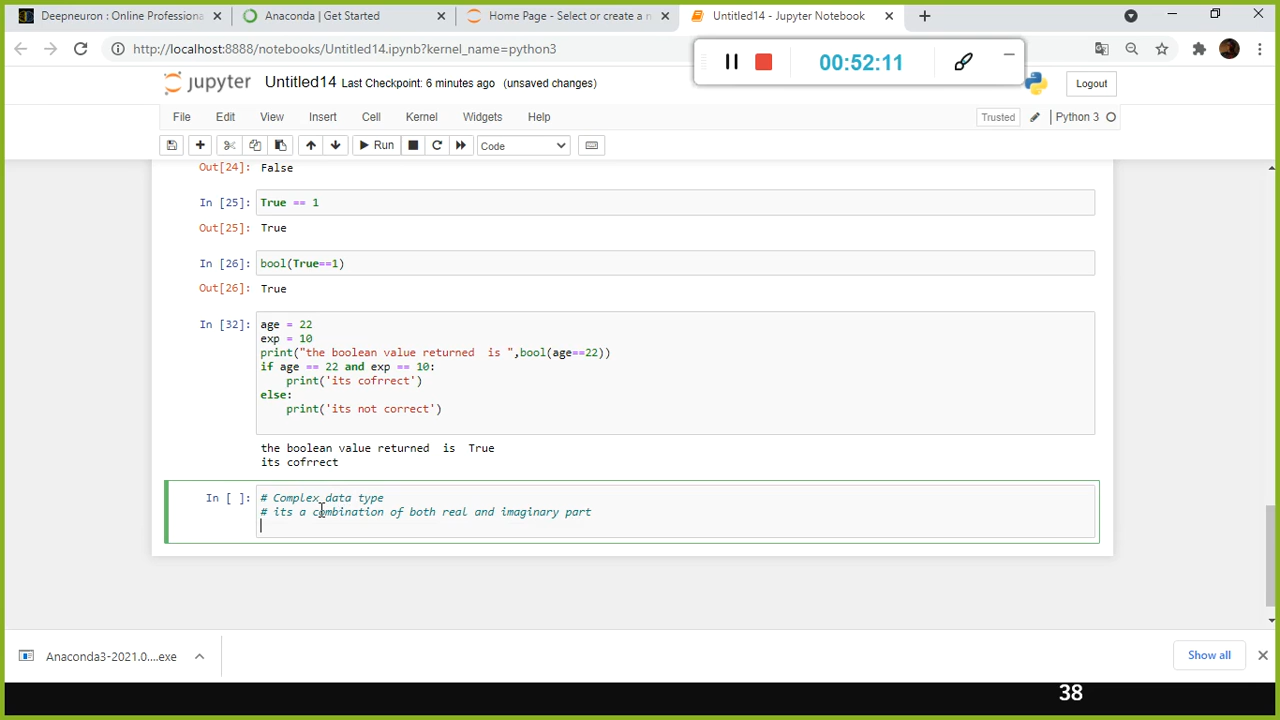 Deepneuron : Online Professiona
Anaconda | Get Started
Home Page - Select or create a n
Untitled14 - Jupyter Notebook
http://localhost:8888/notebooks/Untitled14.ipynb?kernel_name=python3
00:52:11
jupyter Untitled14 Last Checkpoint: 6 minutes ago (unsaved changes)
Logout
File Edit View Insert Cell Kernel Widgets Help
Trusted
Python 3
Run
Code
Out[24]: False
In [25]: True == 1
Out[25]: True
In [26]: bool(True==1)
Out[26]: True
In [32]: age = 22
exp = 10
print("the boolean value returned  is ",bool(age==22))
if age == 22 and exp == 10:
    print('its cofrrect')
else:
    print('its not correct')
the boolean value returned  is  True
its cofrrect
In [ ]: # Complex data type
# its a combination of both real and imaginary part
Anaconda3-2021.0....exe
Show all
38